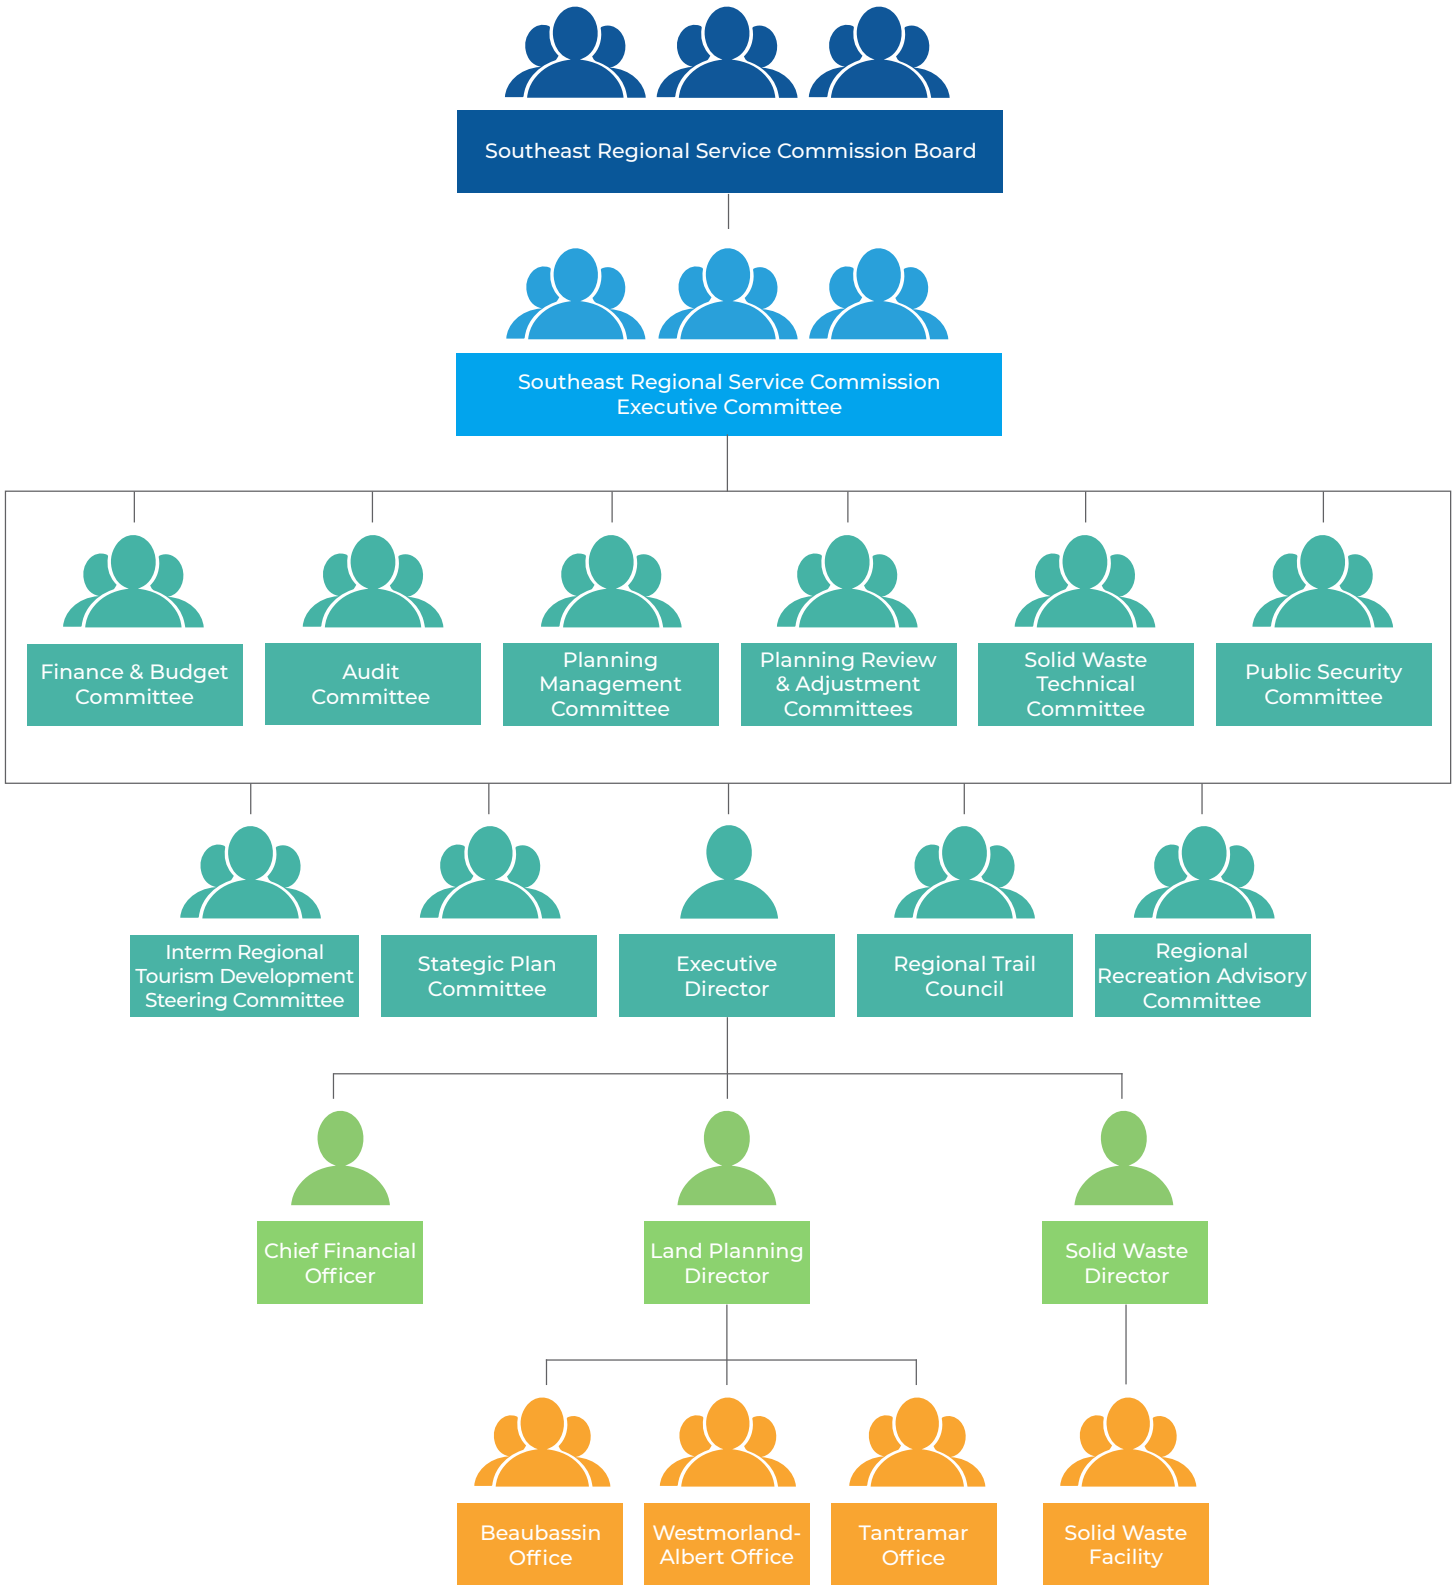 Southeast Regional Service Commission Board
Southeast Regional Service Commission
Executive Committee
Finance & Budget
Committee
Audit
Committee
Planning
Management
Committee
Planning Review
& Adjustment
Committees
Solid Waste
Technical
Committee
Public Security
Committee
Interm Regional
Tourism Development
Steering Committee
Stategic Plan
Committee
Executive
Director
Regional Trail
Council
Regional
Recreation Advisory
Committee
Chief Financial
Officer
Land Planning
Director
Solid Waste
Director
Beaubassin
Office
Westmorland-
Albert Office
Tantramar
Office
Solid Waste
Facility